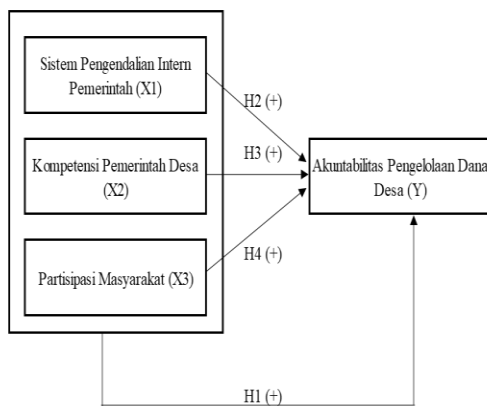 Sistem Pengendalian Intern
Pemerintah (X1)
H2 (+)
Kompetensi Pemerintah Desa
(X2)
H3 (+)
Akuntabilitas Pengelolaan Dana
Desa (Y)
Partisipasi Masyarakat (X3)
H4 (+)
H1 (+)